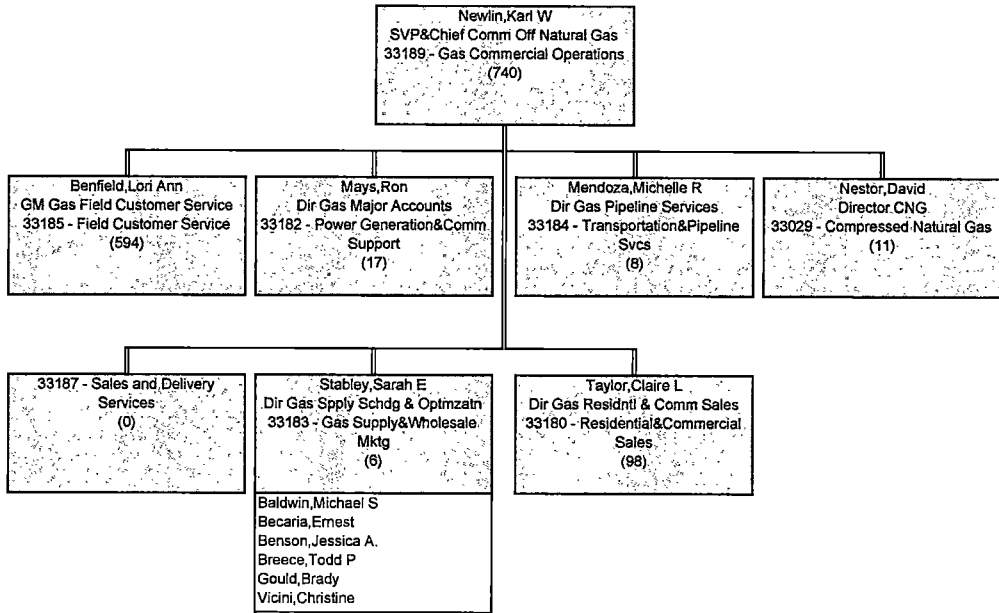 Newlin,Karl W
SVP&Chief Comm Off Natural Gas
33189 - Gas Commercial Operations
(740)
Benfield,Lori Ann
GM Gas Field Customer Service
33185 - Field Customer Service
(594)
Mays,Ron
Dir Gas Major Accounts
33182 - Power Generation&Comm
Support
(17)
Mendoza,Michelle R
Dir Gas Pipeline Services
33184 - Transportation&Pipeline
Svcs
(8)
Nestor,David
Director CNG
33029 - Compressed Natural Gas
(11)
33187 - Sales and Delivery
Services
(0)
Stabley,Sarah E
Dir Gas Spply Schdg & Optmzatn
33183 - Gas Supply&Wholesale
Mktg
(6)
Baldwin,Michael S
Becaria,Ernest
Benson,Jessica A.
Breece,Todd P
Gould,Brady
Vicini,Christine
Taylor,Claire L
Dir Gas Residntl & Comm Sales
33180 - Residential&Commercial
Sales
(98)